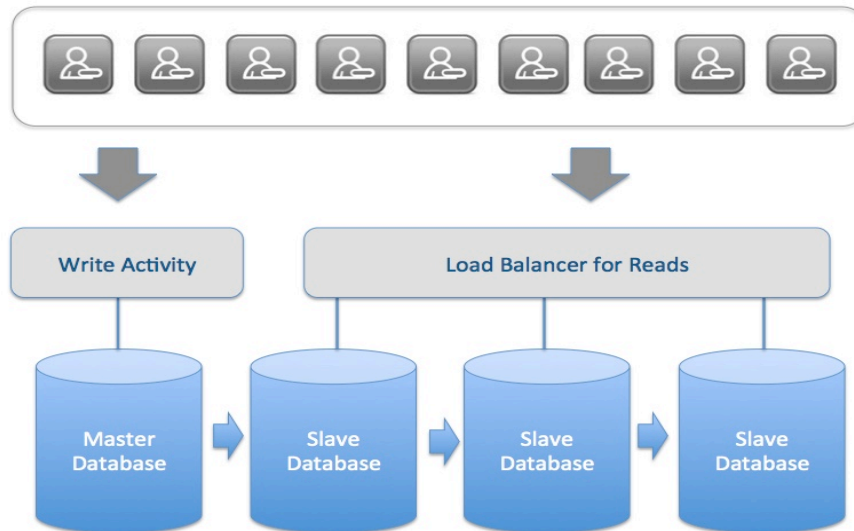 Write Activity
Load Balancer for Reads
Master
Database
Slave
Database
Slave
Database
Slave
Database